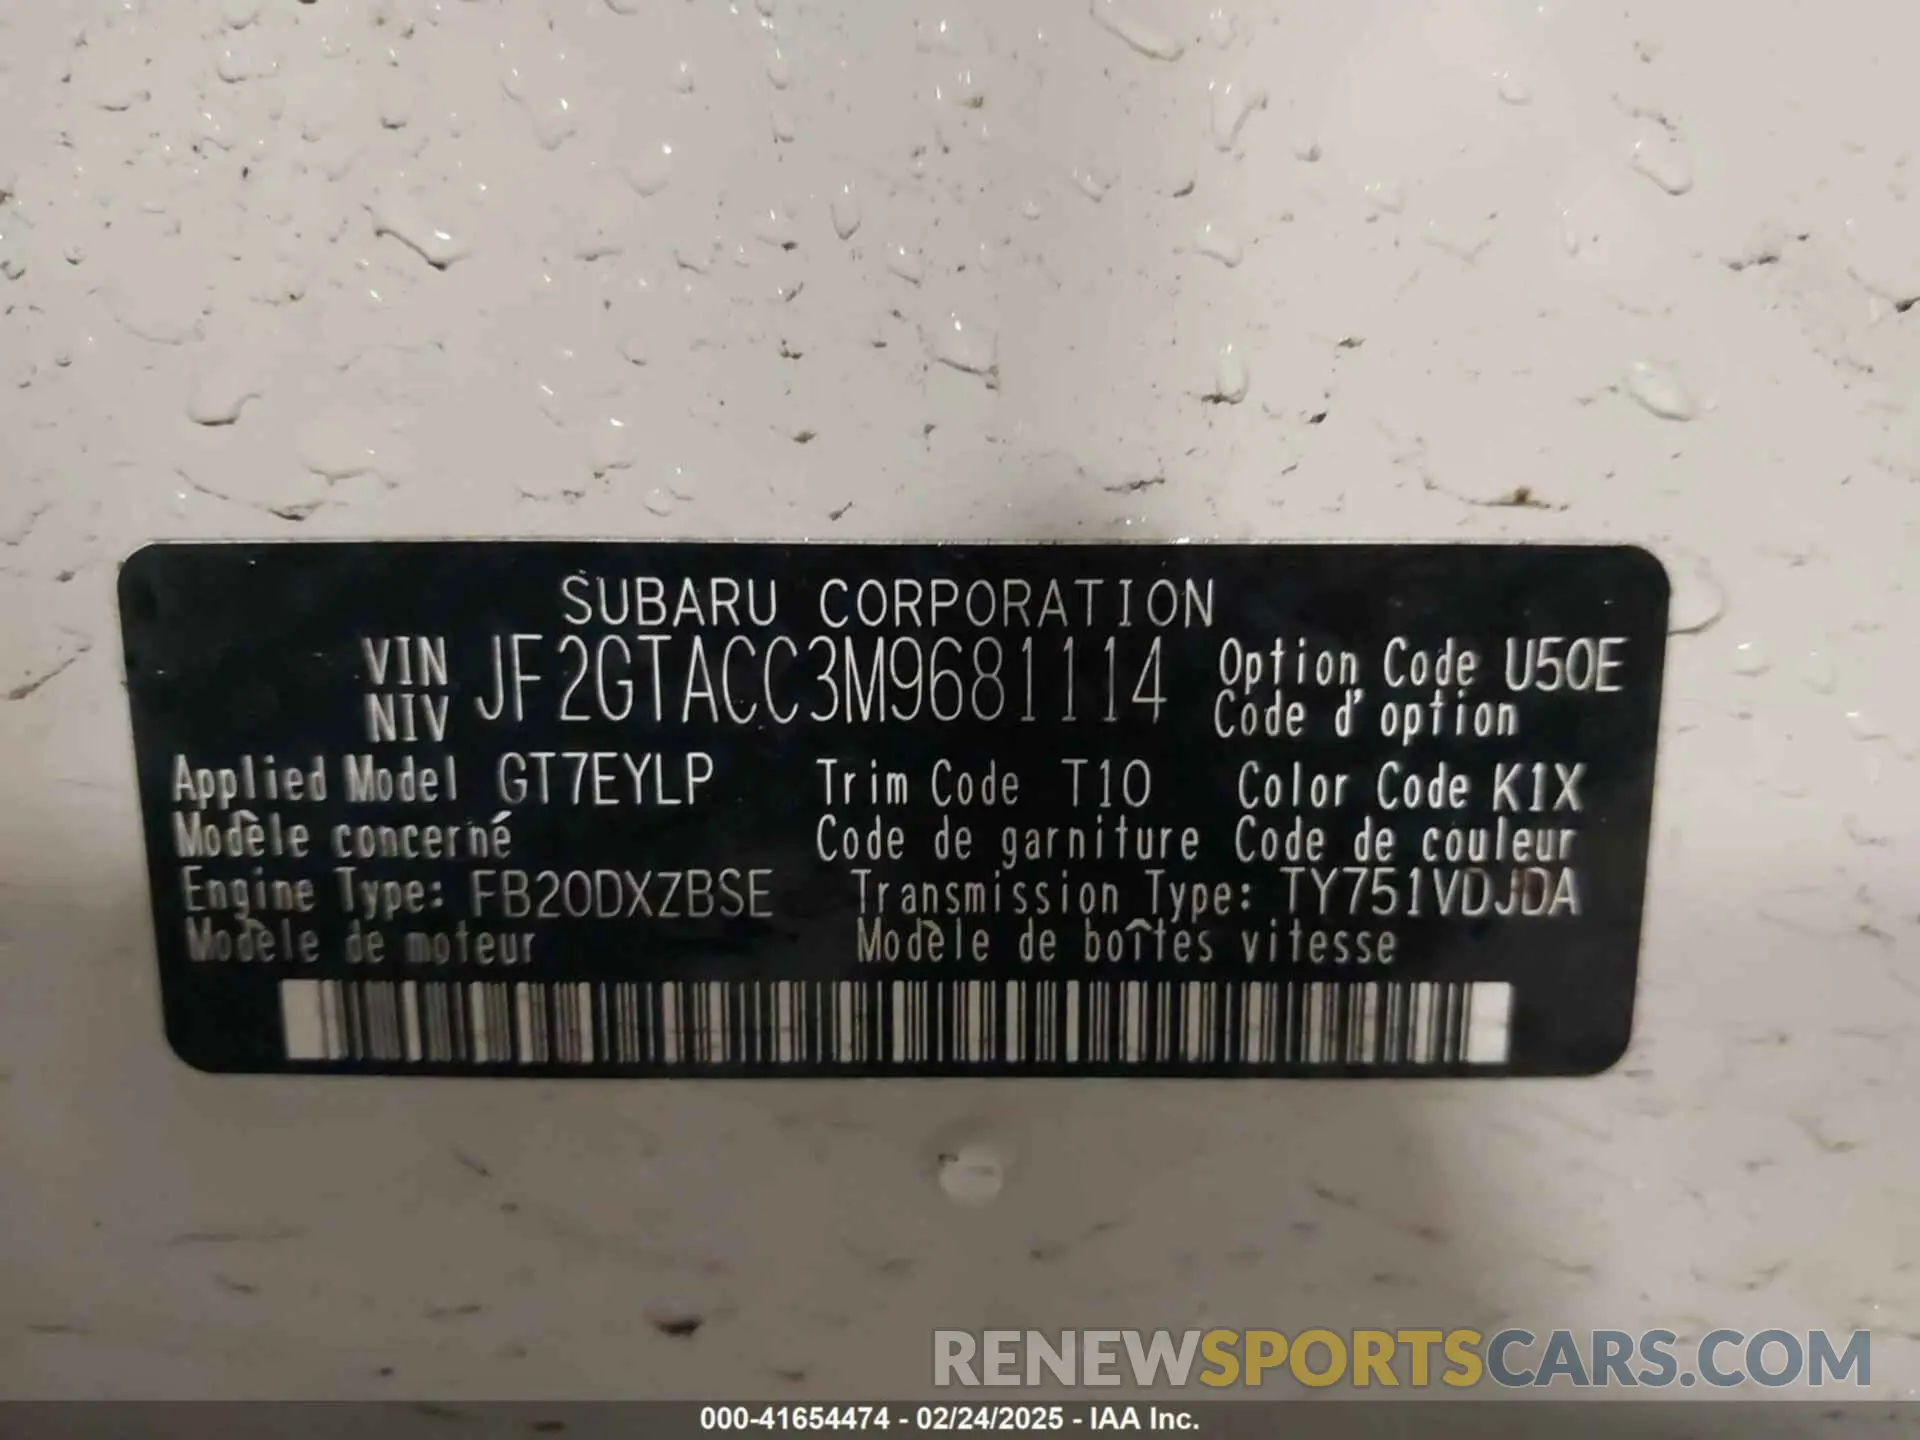 SUBARU CORPORATION
VIN JF2GTACC3M9681114 Option Code U50E
NIV Code d'option
Applied Model GT7EYLP Trim Code T10 Color Code K1X
Modèle concerné Code de garniture Code de couleur
Engine Type: FB20DXZBSE Transmission Type: TY751VDJDA
Modèle de moteur Modèle de boîtes vitesse
RENEWSPORTSCARS.COM
000-41654474 - 02/24/2025 - IAA Inc.